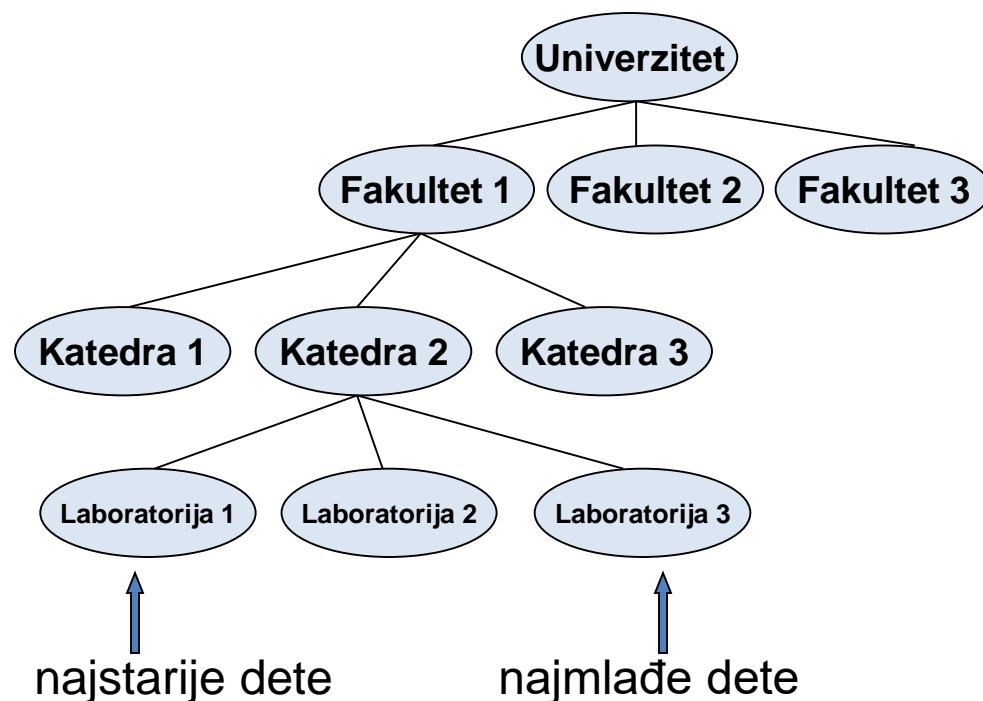 Univerzitet
Fakultet 1
Fakultet 2
Fakultet 3
Katedra 1
Katedra 2
Katedra 3
Laboratorija 1
Laboratorija 2
Laboratorija 3
najstarije dete
najmlađe dete